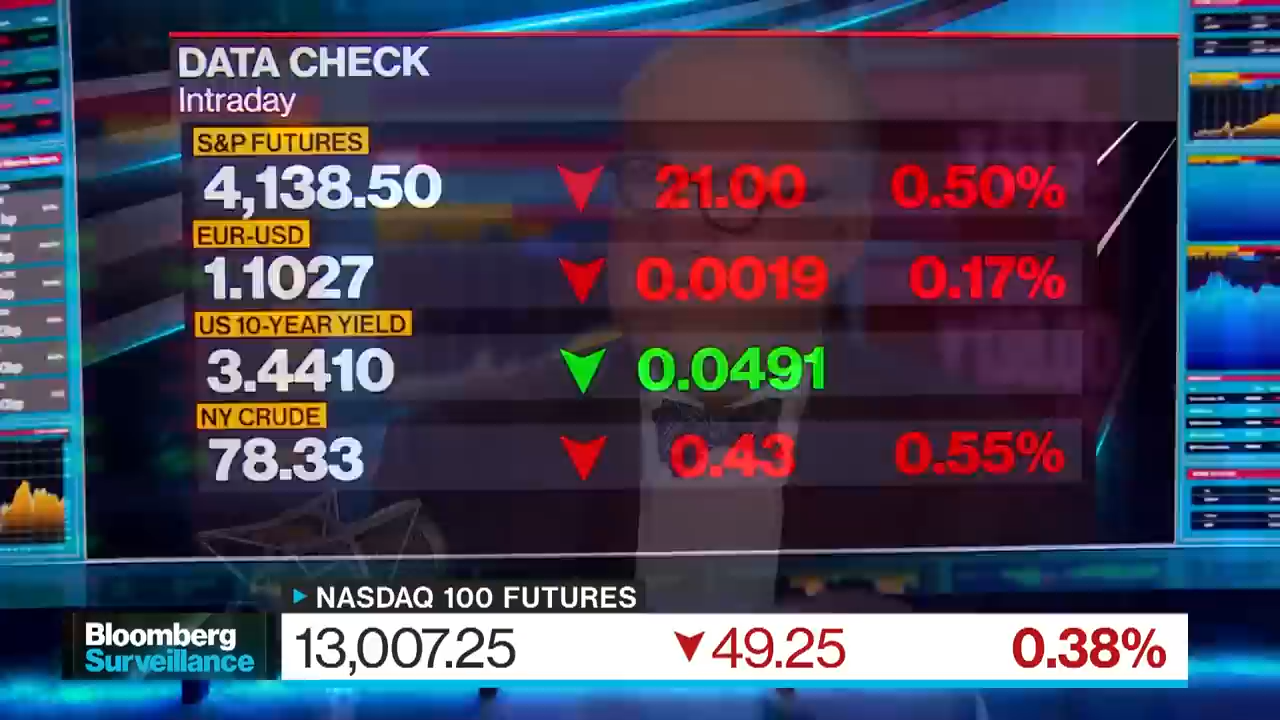 DATA CHECK
Intraday
S&P FUTURES
4,138.50 21.00 0.50%
EUR-USD
1.1027 0.0019 0.17%
US 10-YEAR YIELD
3.4410 0.0491
NY CRUDE
78.33 0.43 0.55%
NASDAQ 100 FUTURES
Bloomberg
Surveillance
13,007.25 49.25 0.38%